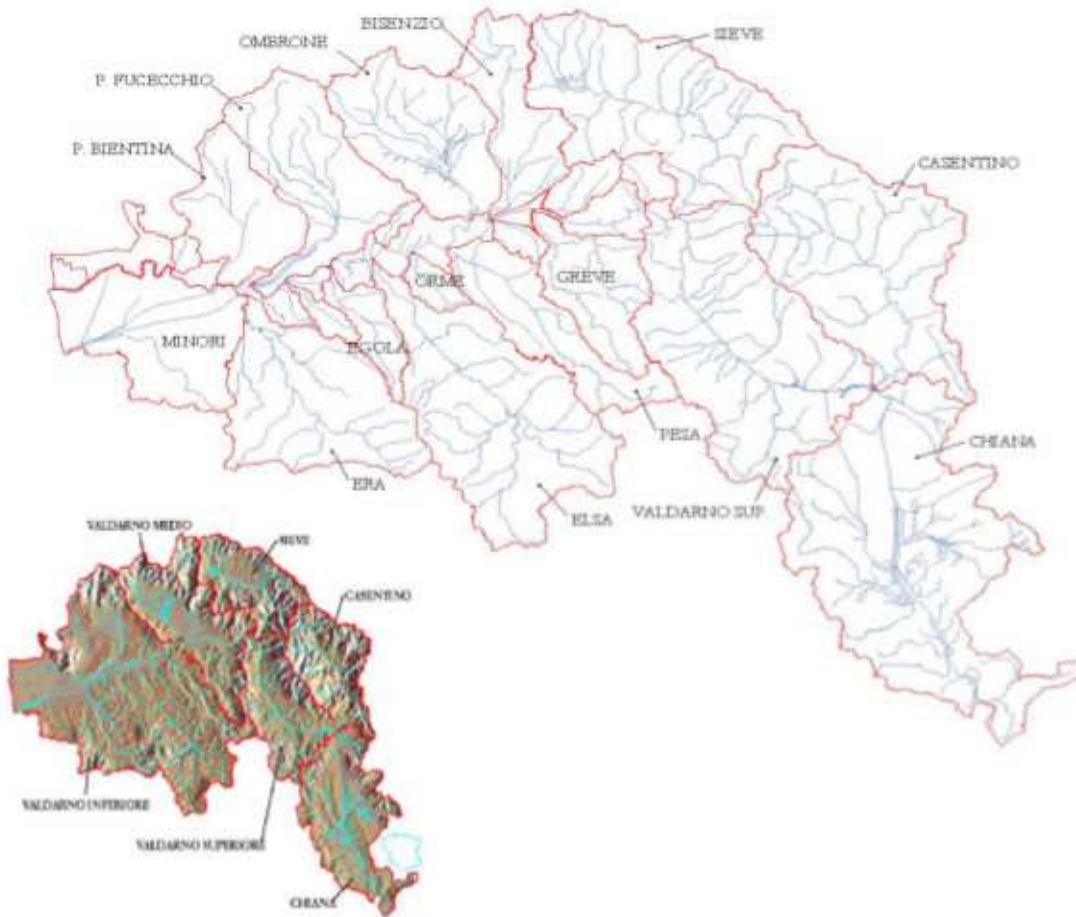 BISENZIO
SIEVE
OMBRONE
P. FUCECCHIO
P. BIENTINA
CASENTINO
ORME
GREVE
MINORI
EGOLA
PESA
CHIANA
ERA
ELSA
VALDARNO SUP.
VALDARNO MEDIO
SIEVE
CASENTINO
VALDARNO INFERIORE
VALDARNO SUPERIORE
CHIANA